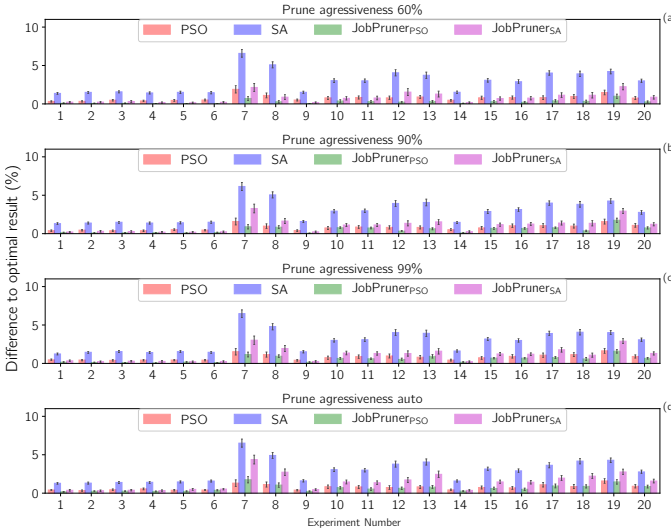 Prune agressiveness 60%
(a
10
5
0
PSO SA JobPruner_PSO JobPruner_SA
1 2 3 4 5 6 7 8 9 10 11 12 13 14 15 16 17 18 19 20
Prune agressiveness 90%
(b
10
5
0
PSO SA JobPruner_PSO JobPruner_SA
1 2 3 4 5 6 7 8 9 10 11 12 13 14 15 16 17 18 19 20
Difference to optimal result (%)
Prune agressiveness 99%
(c
10
5
0
PSO SA JobPruner_PSO JobPruner_SA
1 2 3 4 5 6 7 8 9 10 11 12 13 14 15 16 17 18 19 20
Prune agressiveness auto
(d
10
5
0
PSO SA JobPruner_PSO JobPruner_SA
1 2 3 4 5 6 7 8 9 10 11 12 13 14 15 16 17 18 19 20
Experiment Number